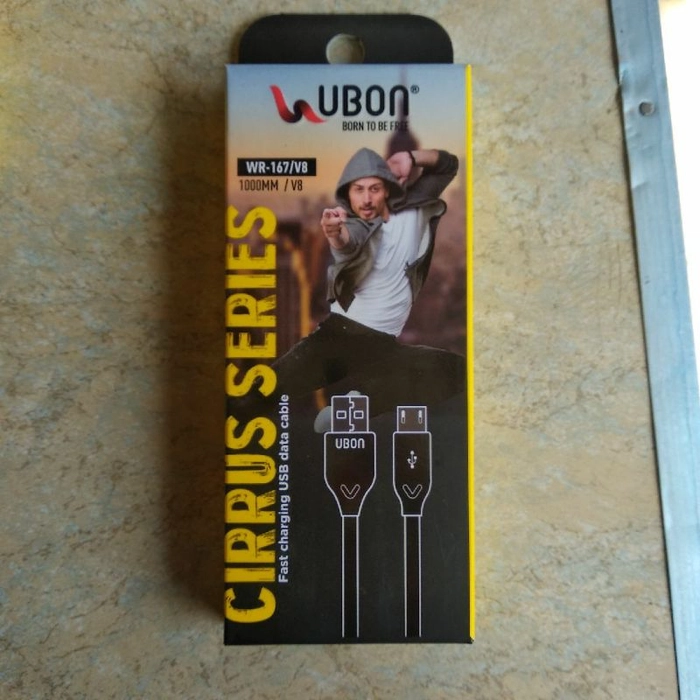 UBON®
BORN TO BE FREE
WR-167/V8
1000MM / V8
CIRRUS SERIES
Fast charging USB data cable
UBON